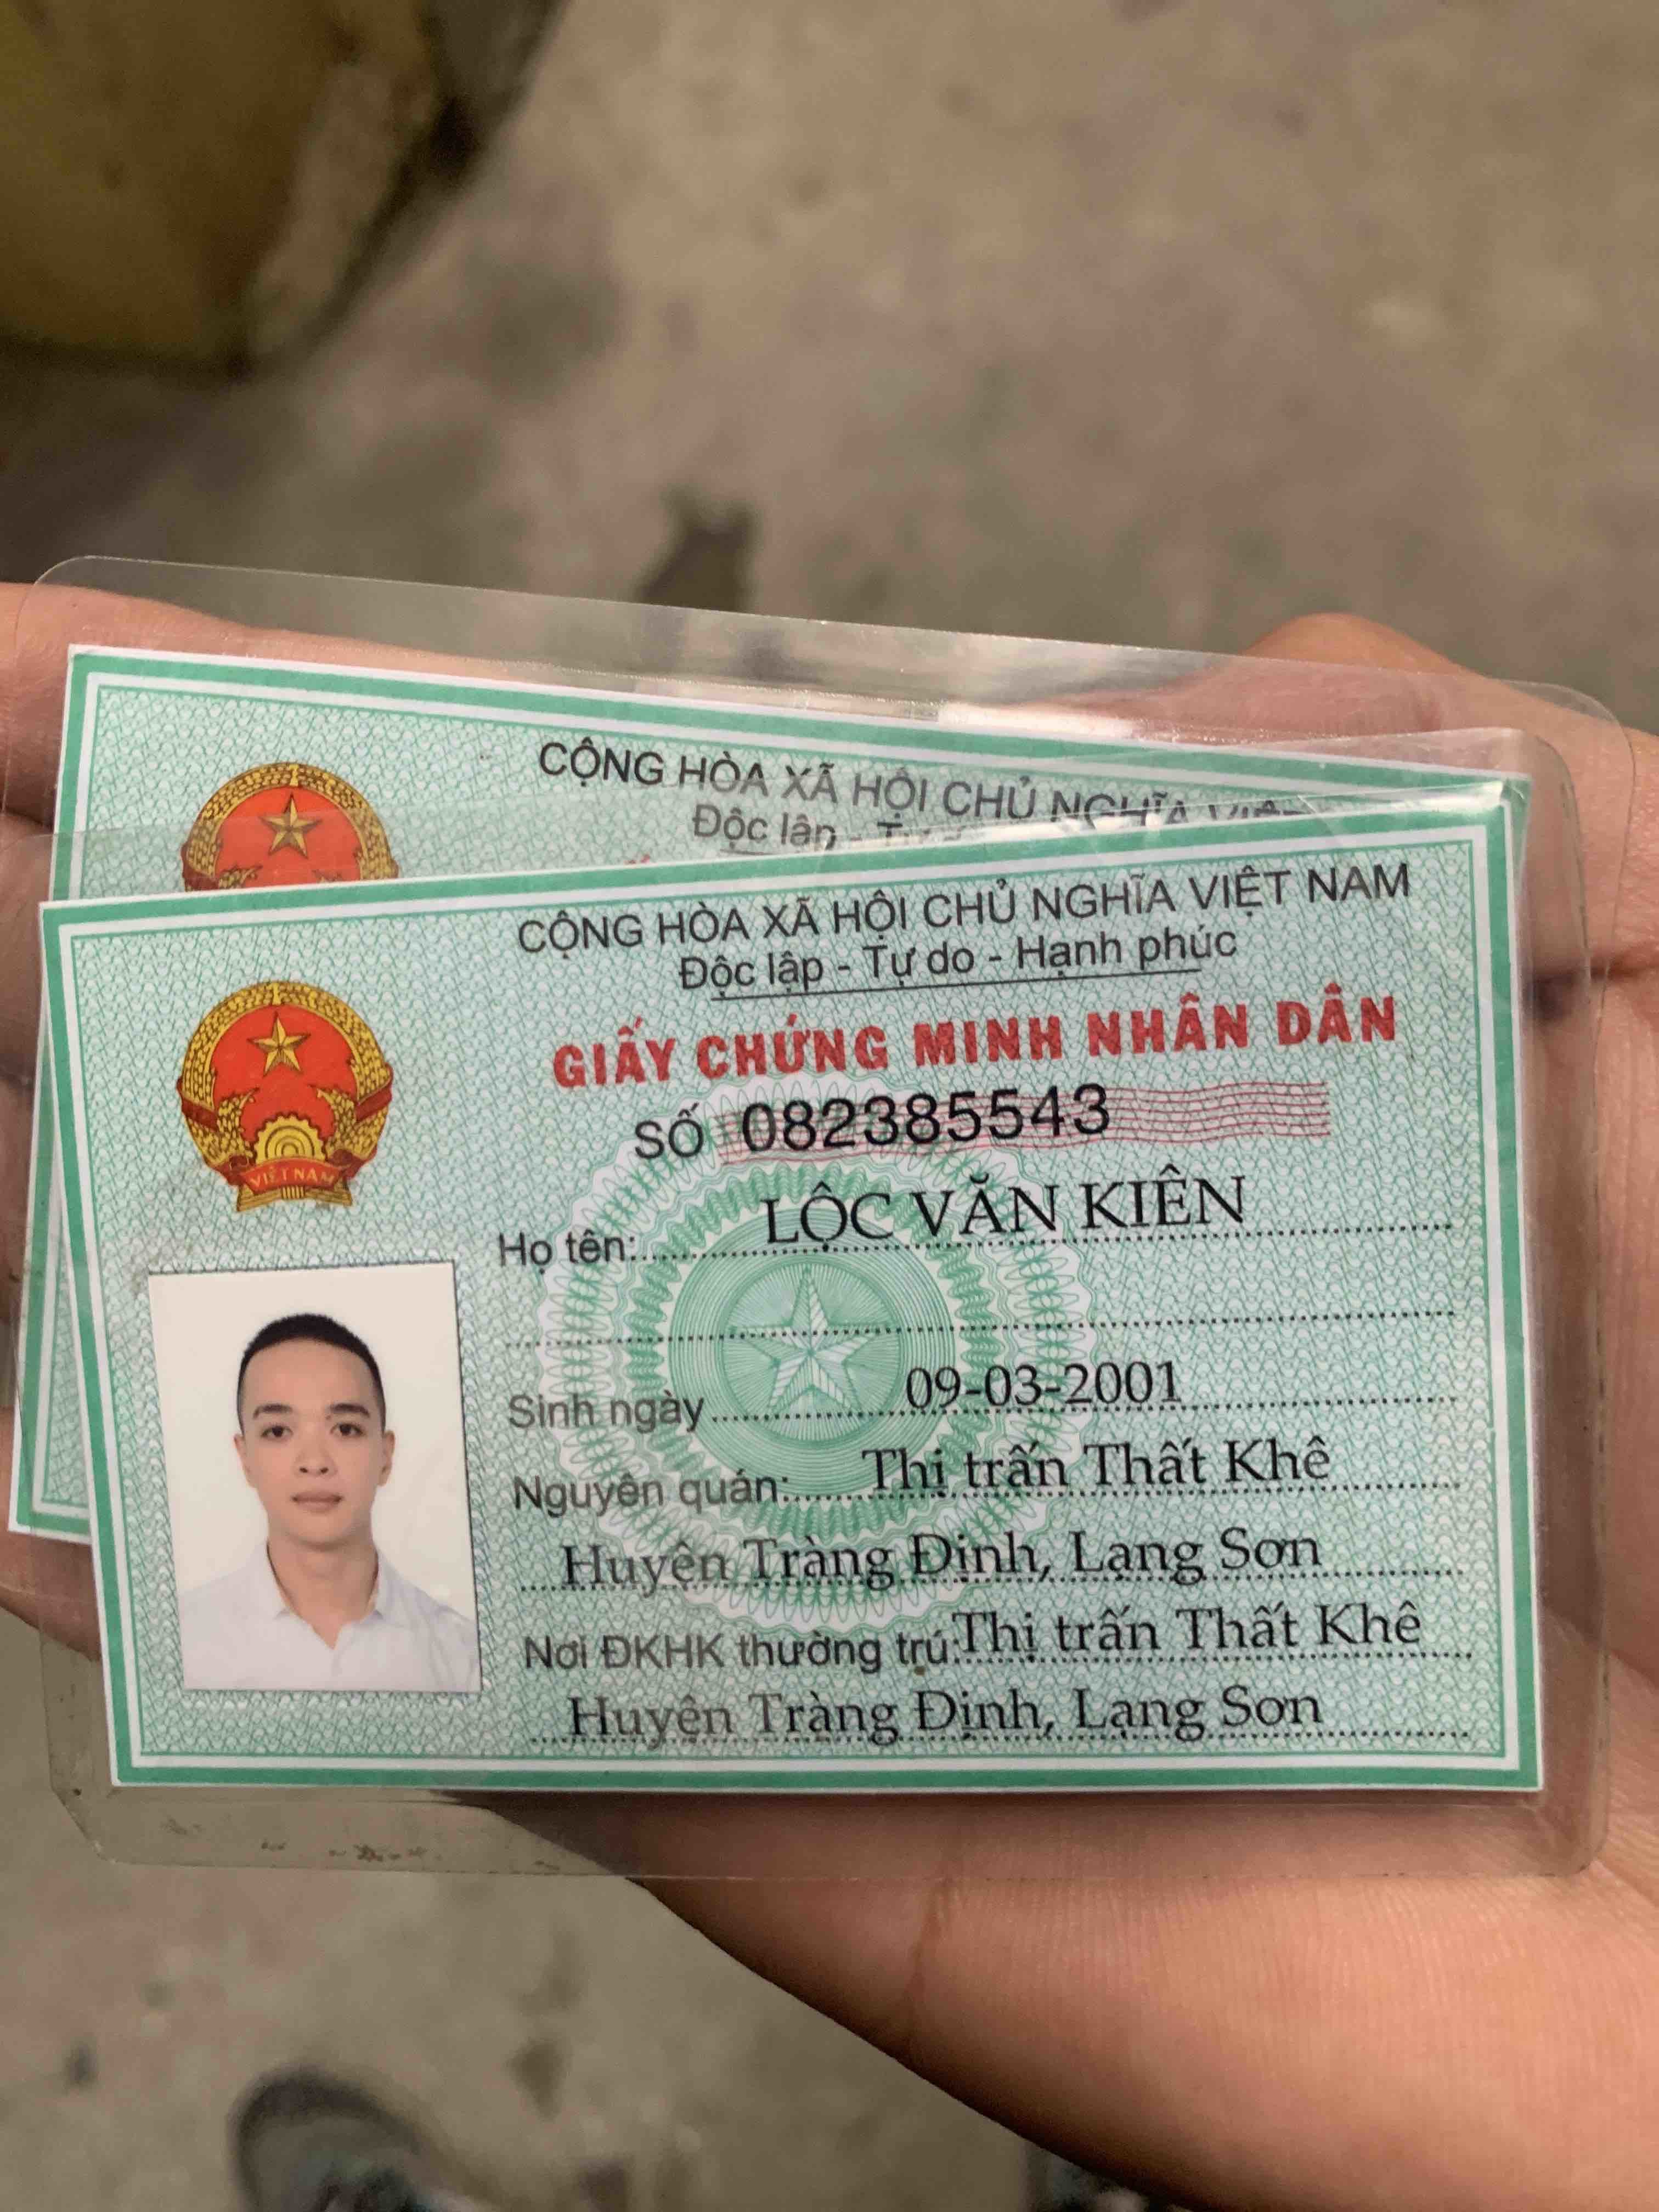 CỘNG HÒA XÃ HỘI CHỦ NGHĨA
Độc lập -
CỘNG HÒA XÃ HỘI CHỦ NGHĨA VIỆT NAM
Độc lập - Tự do - Hạnh phúc
GIẤY CHỨNG MINH NHÂN DÂN
SỐ 082385543
VIỆT NAM
Họ tên: LỘC VĂN KIÊN
Sinh ngày 09-03-2001
Nguyên quán: Thị trấn Thất Khê
Huyện Tràng Định, Lạng Sơn
Nơi ĐKHK thường trú: Thị trấn Thất Khê
Huyện Tràng Định, Lạng Sơn